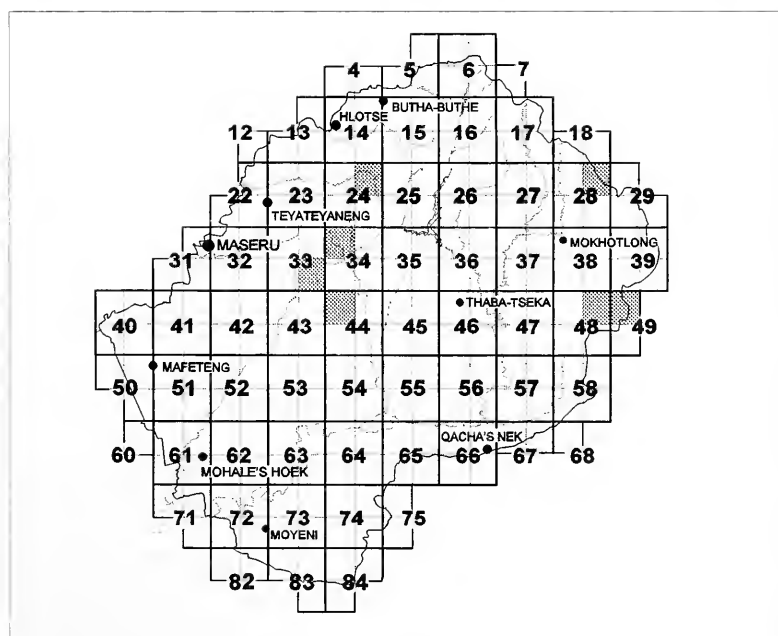 4 5 6 7
BUTHA-BUTHE
HLOTSE
12 13 14 15 16 17 18
22 23 24 25 26 27 28 29
TEYATEYANENG
MASERU
MOKHOTLONG
31 32 33 34 35 36 37 38 39
THABA-TSEKA
40 41 42 43 44 45 46 47 48 49
MAFETENG
50 51 52 53 54 55 56 57 58
QACHA'S NEK
60 61 62 63 64 65 66 67 68
MOHALE'S HOEK
71 72 73 74 75
MOYENI
82 83 84